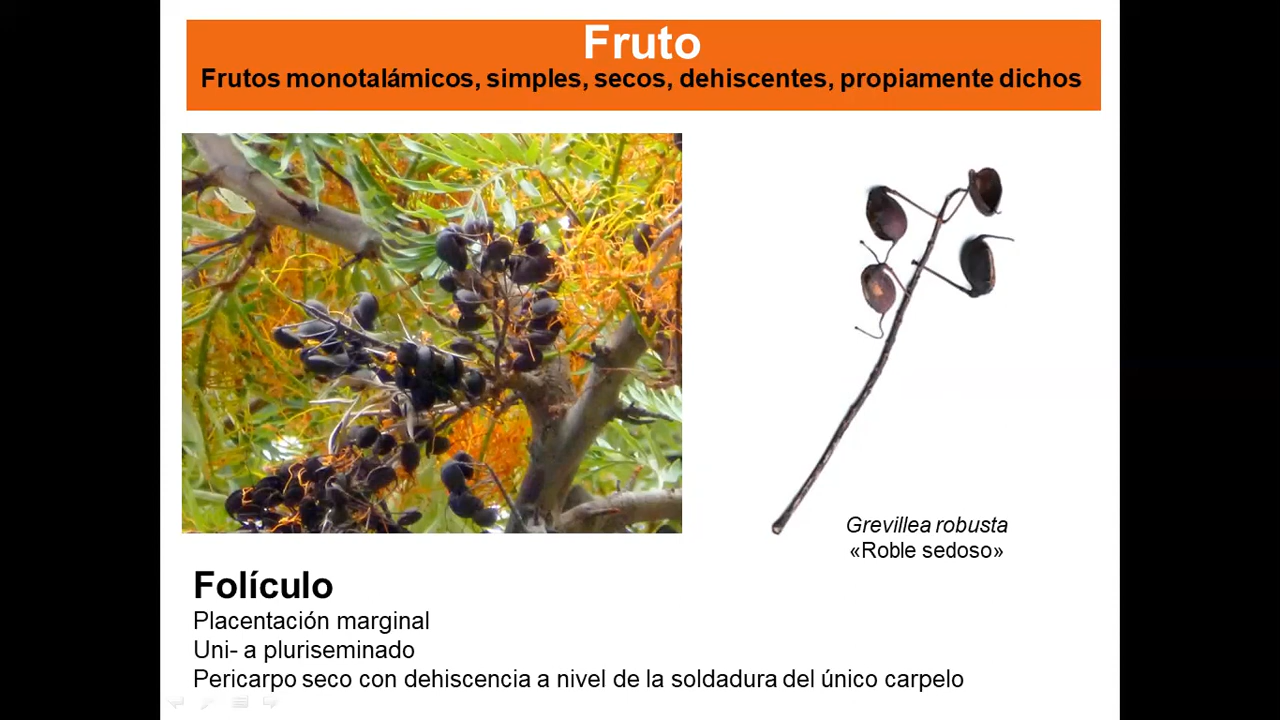 Fruto
Frutos monotalámicos, simples, secos, dehiscentes, propiamente dichos
Grevillea robusta
«Roble sedoso»
Folículo
Placentación marginal
Uni- a pluriseminado
Pericarpo seco con dehiscencia a nivel de la soldadura del único carpelo